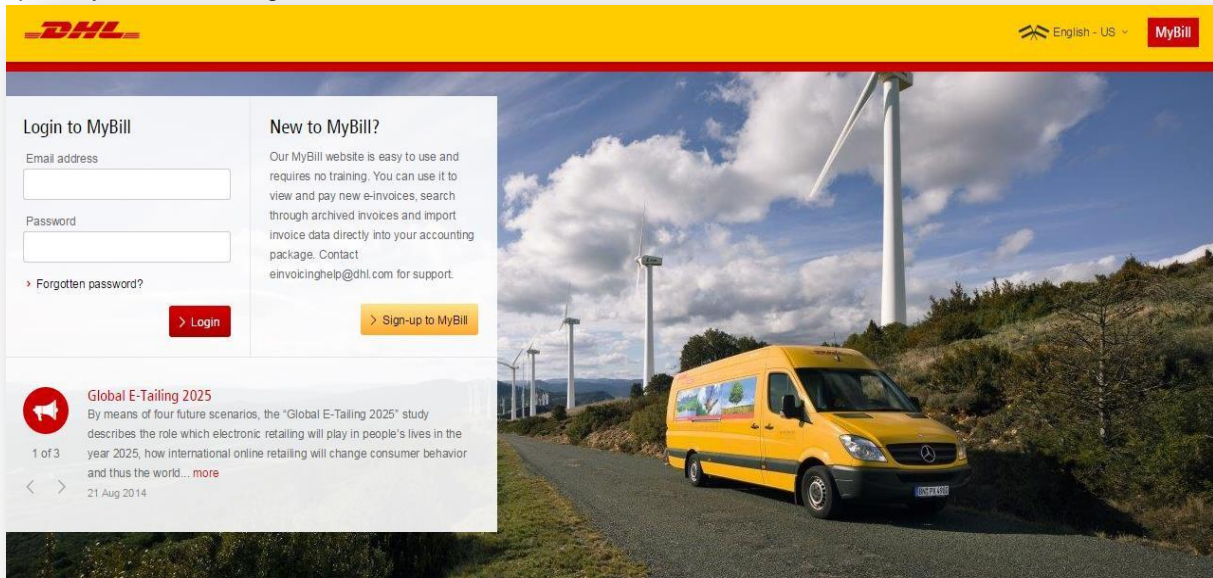 DHL
English - US
MyBill
Login to MyBill
Email address
Password
Forgotten password?
Login
New to MyBill?
Our MyBill website is easy to use and
requires no training. You can use it to
view and pay new e-invoices, search
through archived invoices and import
invoice data directly into your accounting
package. Contact
einvoicinghelp@dhl.com for support.
Sign-up to MyBill
Global E-Tailing 2025
By means of four future scenarios, the “Global E-Tailing 2025” study
describes the role which electronic retailing will play in people’s lives in the
1 of 3
year 2025, how international online retailing will change consumer behavior
and thus the world... more
21 Aug 2014